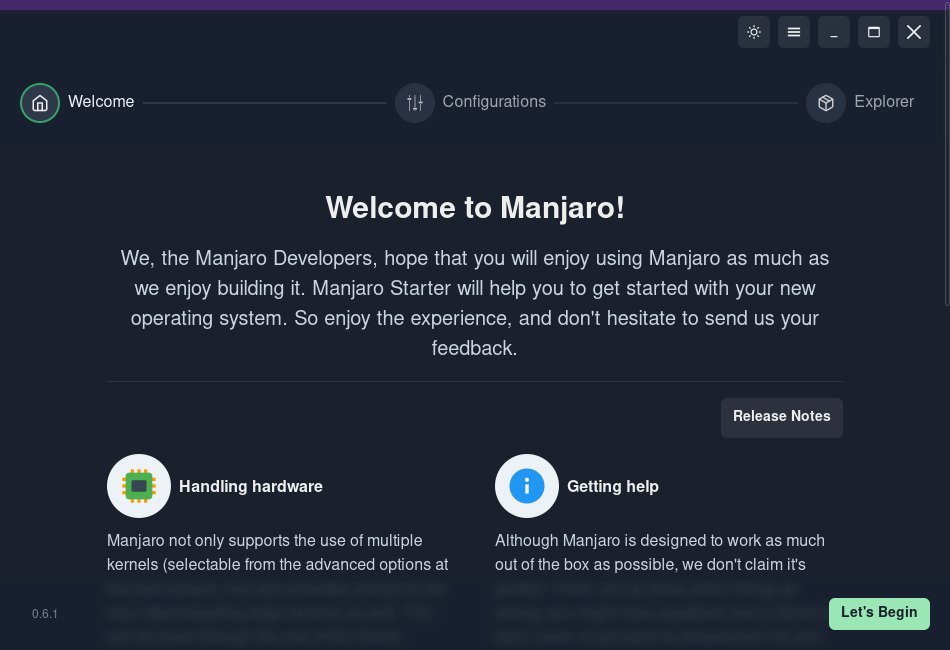 Welcome
Configurations
Explorer
Welcome to Manjaro!
We, the Manjaro Developers, hope that you will enjoy using Manjaro as much as
we enjoy building it. Manjaro Starter will help you to get started with your new
operating system. So enjoy the experience, and don't hesitate to send us your
feedback.
Release Notes
Handling hardware
Manjaro not only supports the use of multiple
kernels (selectable from the advanced options at
Getting help
Although Manjaro is designed to work as much
out of the box as possible, we don't claim it's
0.6.1
Let's Begin